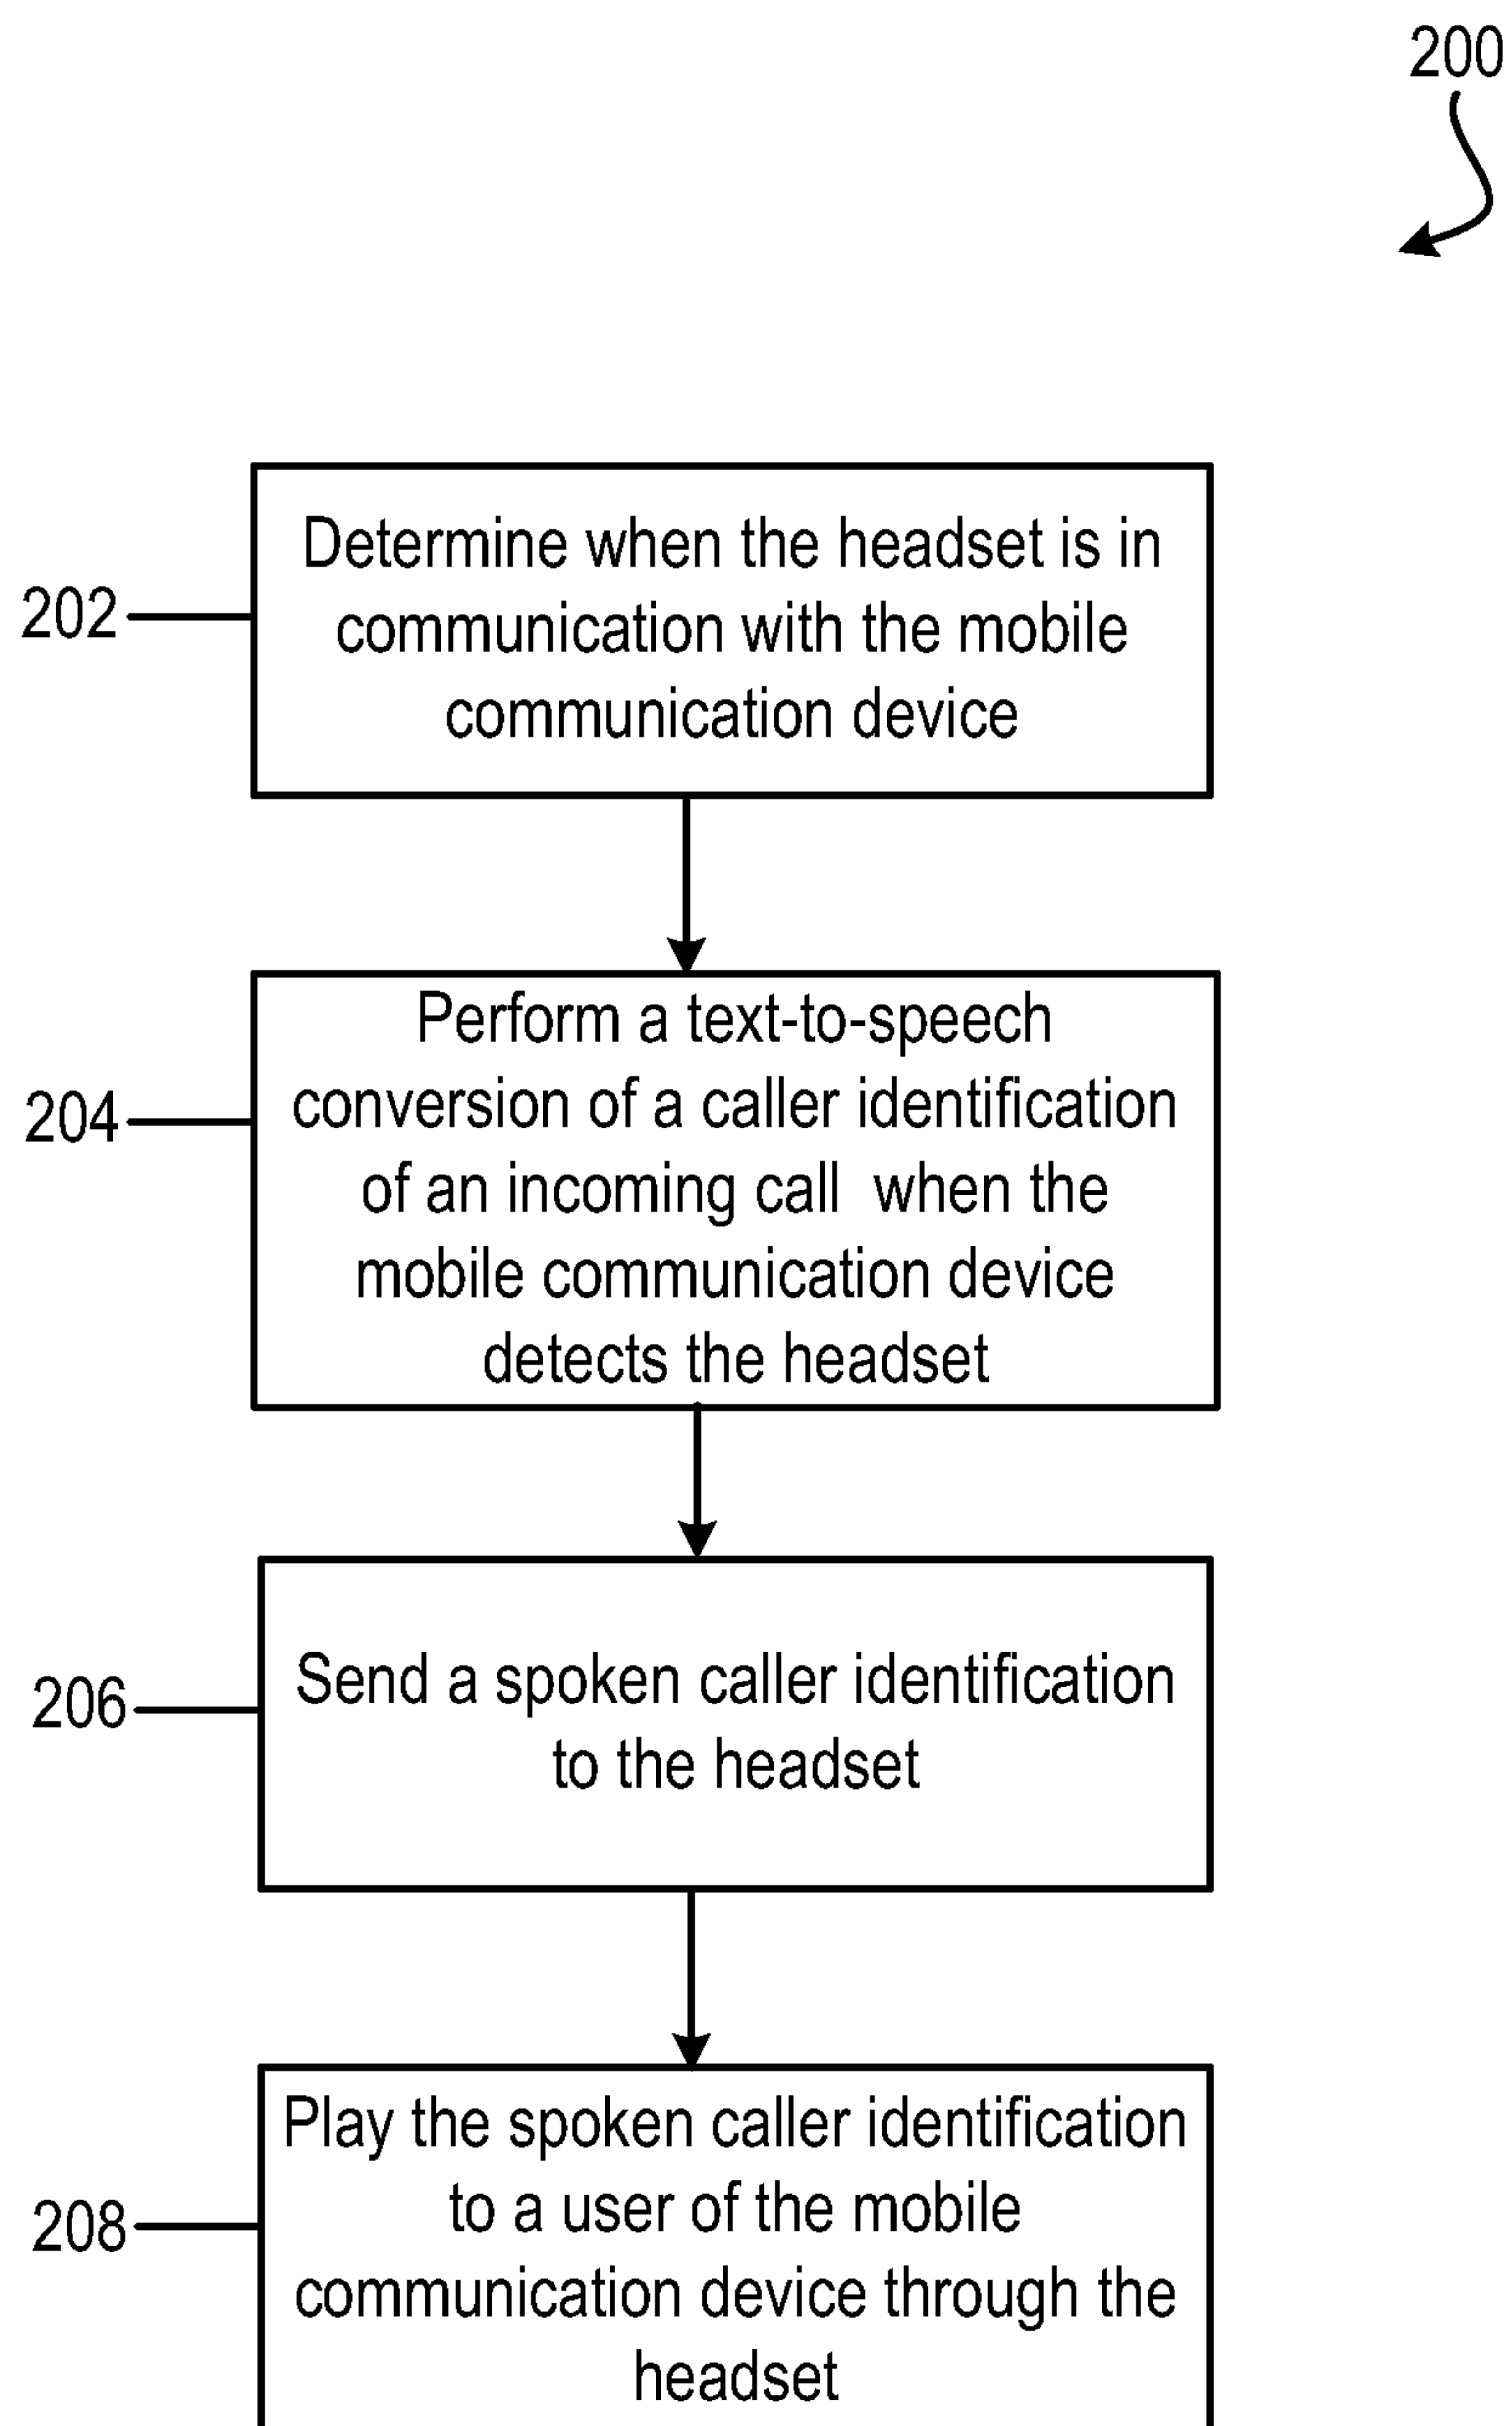 200
202
Determine when the headset is in
communication with the mobile
communication device
204
Perform a text-to-speech
conversion of a caller identification
of an incoming call when the
mobile communication device
detects the headset
206
Send a spoken caller identification
to the headset
208
Play the spoken caller identification
to a user of the mobile
communication device through the
headset